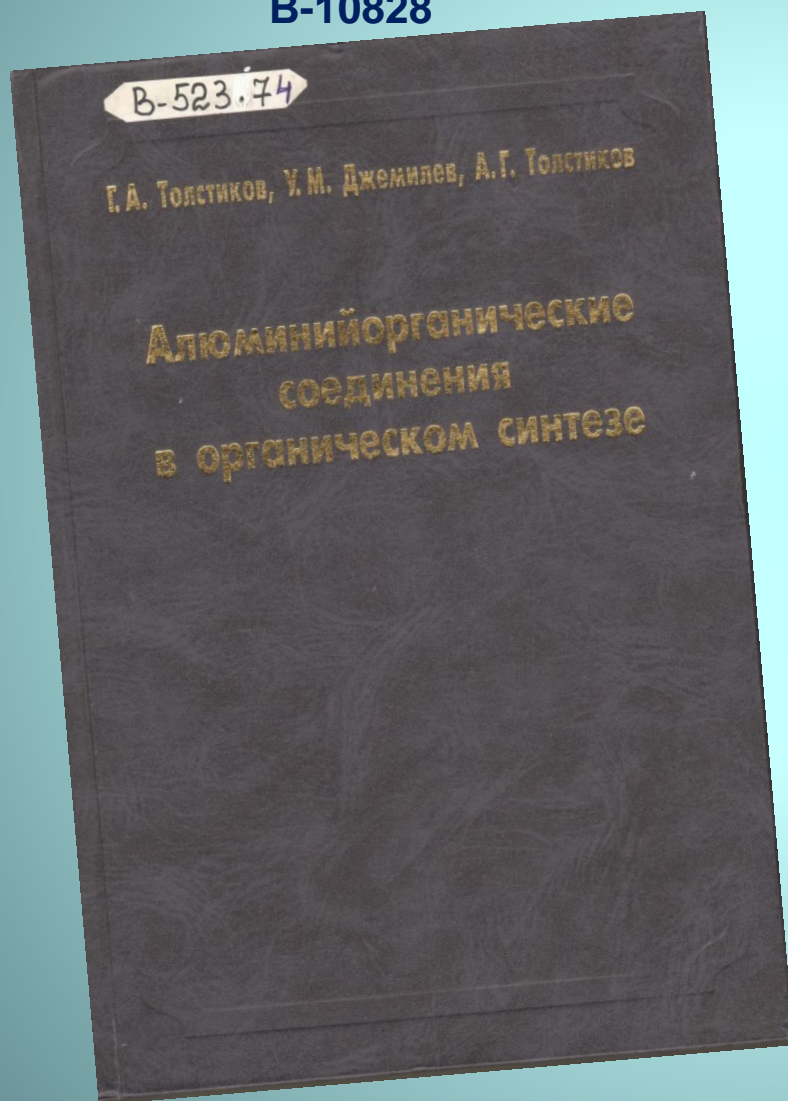 В-10828
В-523.74
Г. А. Толстиков, У. М. Джемилев, А. Г. Толстиков
Алюминийорганические
соединения
в органическом синтезе